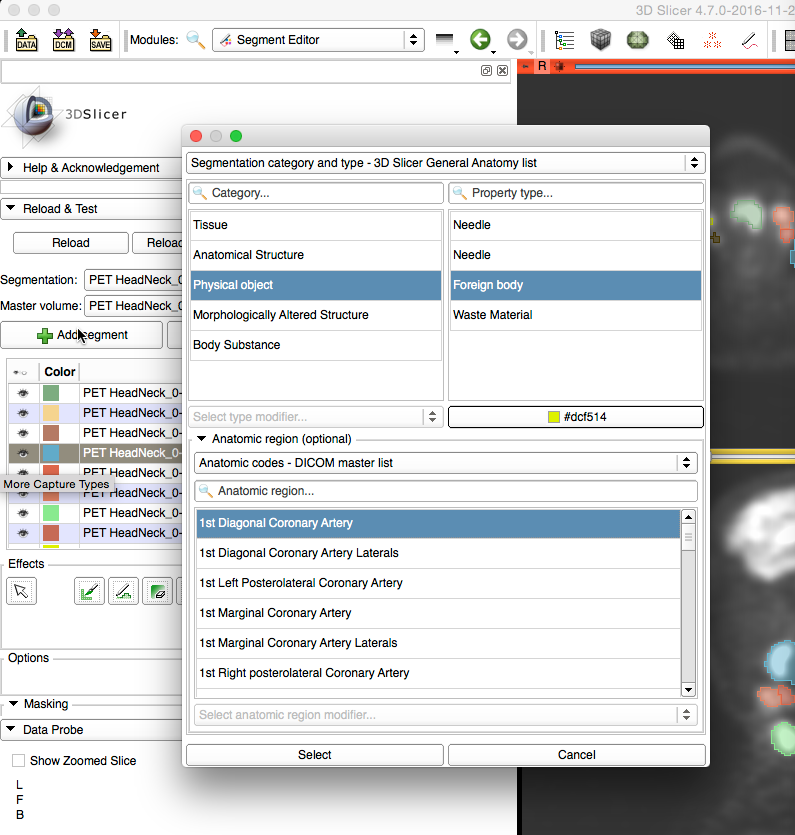 3D Slicer 4.7.0-2016-11-2
DATA
DCM
SAVE
Modules:
Segment Editor
R
3DSlicer
Help & Acknowledgement
Reload & Test
Reload
Reloa
Segmentation:
PET HeadNeck_0
Master volume:
PET HeadNeck_0
Add segment
Color
PET HeadNeck_0-
PET HeadNeck_0-
PET HeadNeck_0-
PET HeadNeck_0-
PET HeadNeck_0-
More Capture Types
PET HeadNeck_0-
PET HeadNeck_0-
PET HeadNeck_0-
Effects
Options
Masking
Data Probe
Show Zoomed Slice
L
F
B
Segmentation category and type - 3D Slicer General Anatomy list
Category...
Property type...
Tissue
Anatomical Structure
Physical object
Morphologically Altered Structure
Body Substance
Needle
Needle
Foreign body
Waste Material
Select type modifier...
#dcf514
Anatomic region (optional)
Anatomic codes - DICOM master list
Anatomic region...
1st Diagonal Coronary Artery
1st Diagonal Coronary Artery Laterals
1st Left Posterolateral Coronary Artery
1st Marginal Coronary Artery
1st Marginal Coronary Artery Laterals
1st Right posterolateral Coronary Artery
Select anatomic region modifier...
Select
Cancel